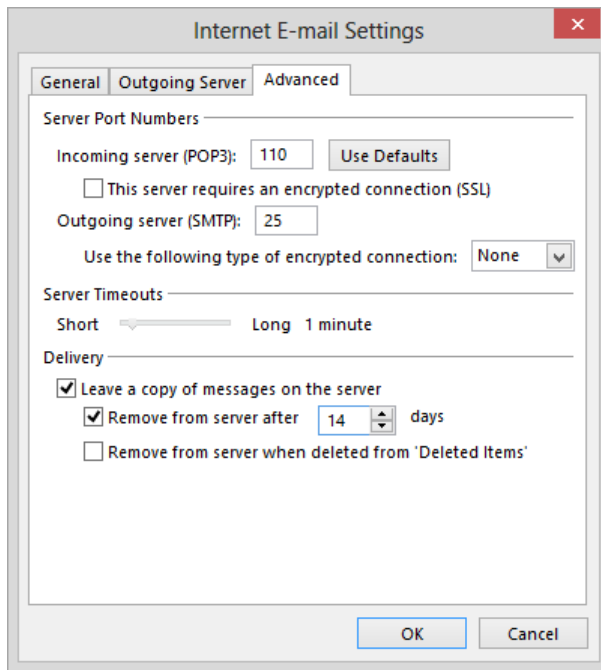 Internet E-mail Settings
General Outgoing Server Advanced
Server Port Numbers
Incoming server (POP3): 110 Use Defaults
This server requires an encrypted connection (SSL)
Outgoing server (SMTP): 25
Use the following type of encrypted connection: None
Server Timeouts
Short Long 1 minute
Delivery
Leave a copy of messages on the server
Remove from server after 14 days
Remove from server when deleted from 'Deleted Items'
OK Cancel